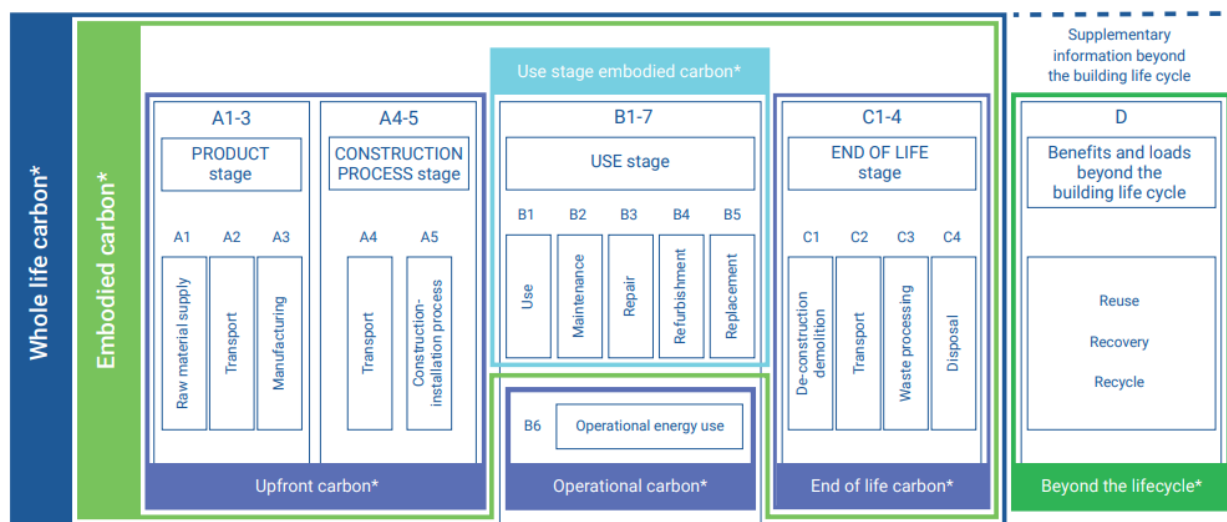 Whole life carbon*
Embodied carbon*
Supplementary
information beyond
the building life cycle
Use stage embodied carbon*
A1-3
PRODUCT
stage
A1
A2
A3
Raw material supply
Transport
Manufacturing
A4-5
CONSTRUCTION
PROCESS stage
A4
A5
Transport
Construction-
installation process
Upfront carbon*
B1-7
USE stage
B1
B2
B3
B4
B5
Use
Maintenance
Repair
Refurbishment
Replacement
B6
Operational energy use
Operational carbon*
C1-4
END OF LIFE
stage
C1
C2
C3
C4
De-construction
demolition
Transport
Waste processing
Disposal
End of life carbon*
D
Benefits and loads
beyond the
building life cycle
Reuse
Recovery
Recycle
Beyond the lifecycle*